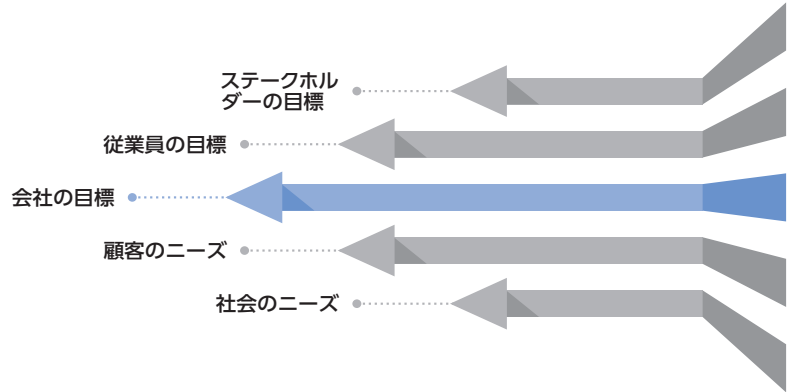 ステークホル
ダーの目標
従業員の目標
会社の目標
顧客のニーズ
社会のニーズ